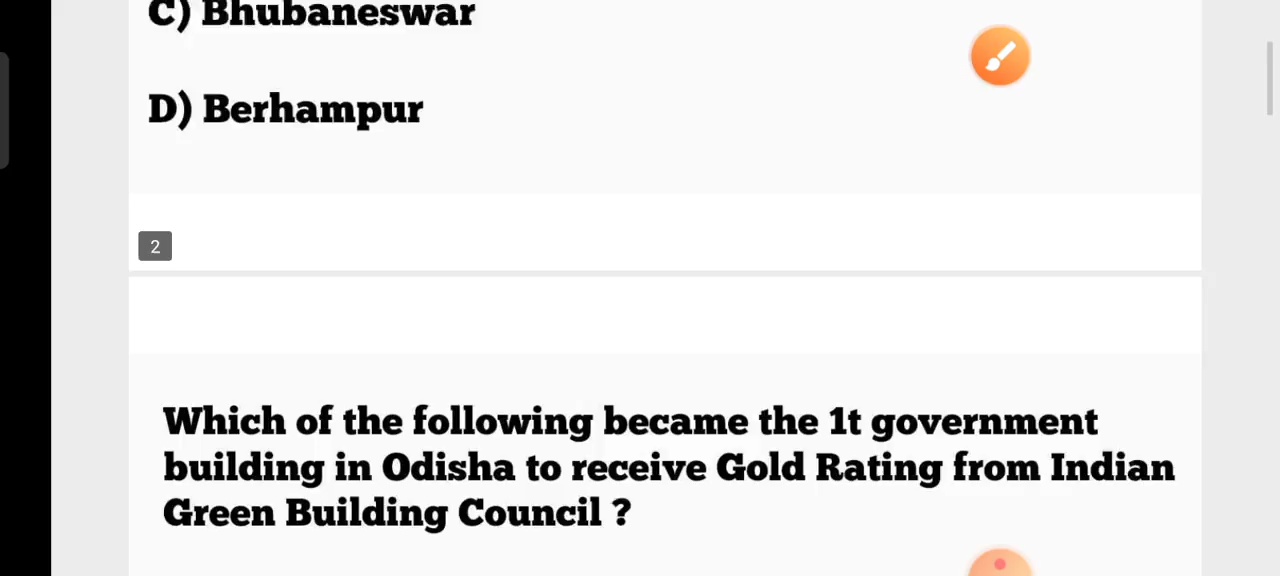 C) Bhubaneswar
D) Berhampur
2
Which of the following became the 1t government
building in Odisha to receive Gold Rating from Indian
Green Building Council ?